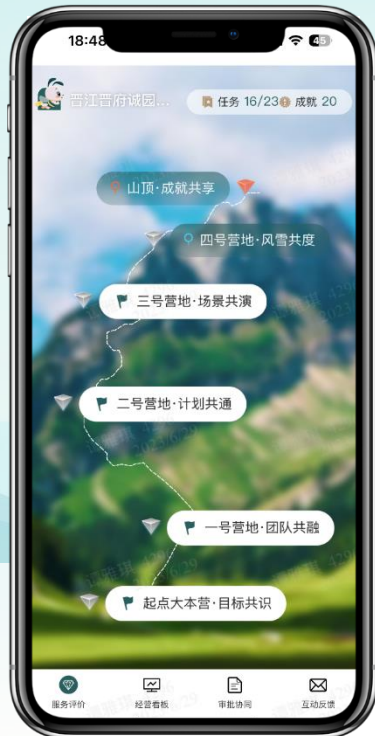 18:48
45
晋江晋府诚园...
任务 16/23 成就 20
山顶·成就共享
四号营地·风雪共度
三号营地·场景共演
二号营地·计划共通
一号营地·团队共融
起点大本营·目标共识
服务评价
经营看板
审批协同
互动反馈